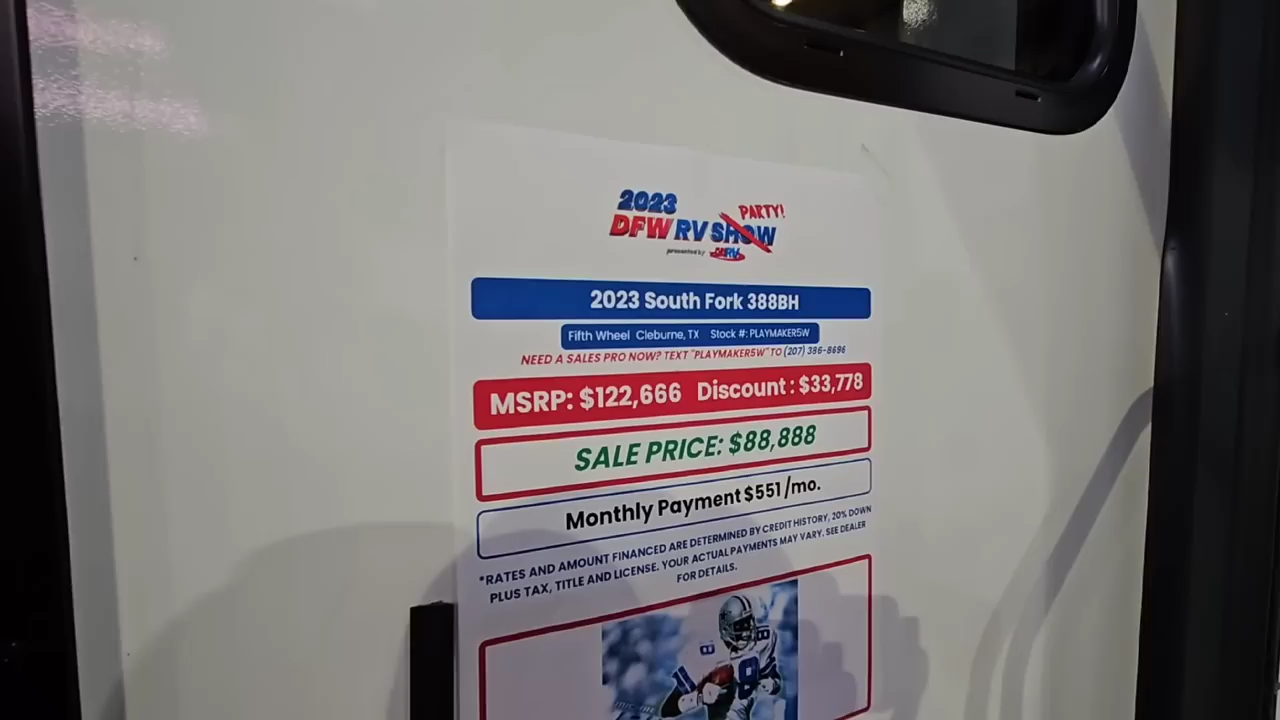 2023
PARTY!
DFW RV SHOW
presented by
2023 South Fork 388BH
Fifth Wheel Cleburne, TX Stock #: PLAYMAKER5W
NEED A SALES PRO NOW? TEXT "PLAYMAKER5W" TO (207) 386-8696
MSRP: $122,666 Discount : $33,778
SALE PRICE: $88,888
Monthly Payment $551 /mo.
*RATES AND AMOUNT FINANCED ARE DETERMINED BY CREDIT HISTORY, 20% DOWN
PLUS TAX, TITLE AND LICENSE. YOUR ACTUAL PAYMENTS MAY VARY. SEE DEALER
FOR DETAILS.
8
8